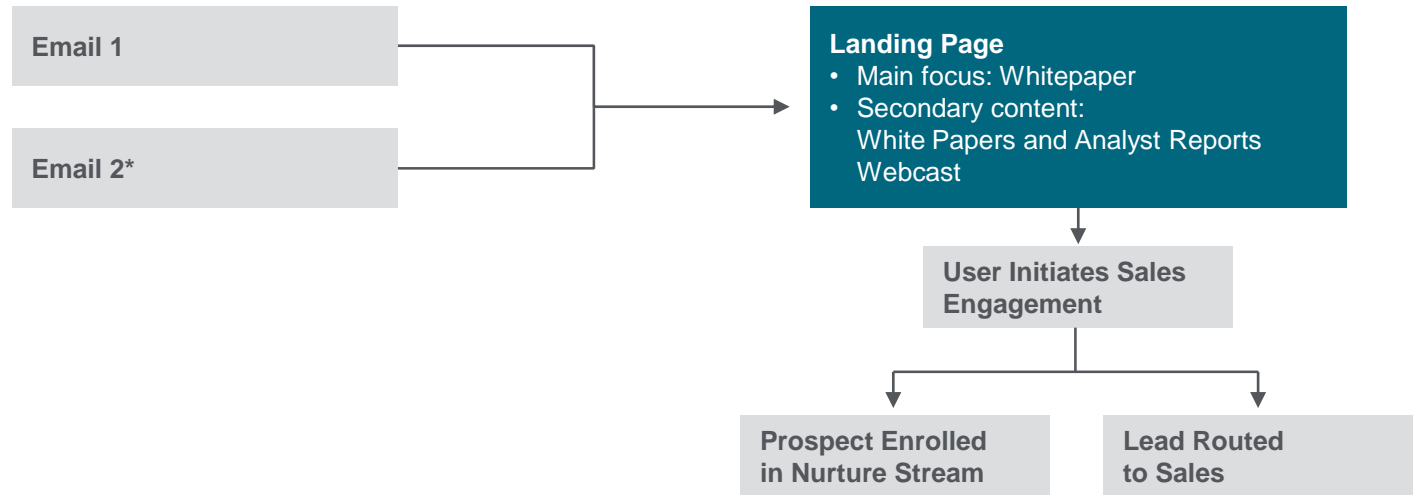 Email 1
Email 2*
Landing Page
• Main focus: Whitepaper
• Secondary content:
White Papers and Analyst Reports
Webcast
User Initiates Sales
Engagement
Prospect Enrolled
in Nurture Stream
Lead Routed
to Sales